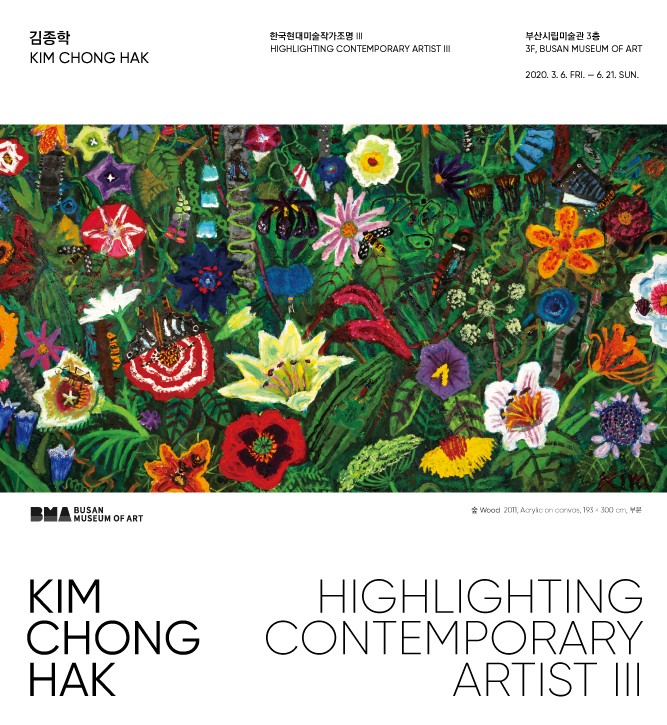 김종학
KIM CHONG HAK
한국현대미술작가조명 III
HIGHLIGHTING CONTEMPORARY ARTIST III
부산시립미술관 3층
3F, BUSAN MUSEUM OF ART
2020. 3. 6. FRI. — 6. 21. SUN.
Kim
BMA BUSAN
MUSEUM OF ART
숲 Wood 2011, Acrylic on canvas, 193 × 300 cm, 부분
KIM
CHONG
HAK
HIGHLIGHTING
CONTEMPORARY
ARTIST III